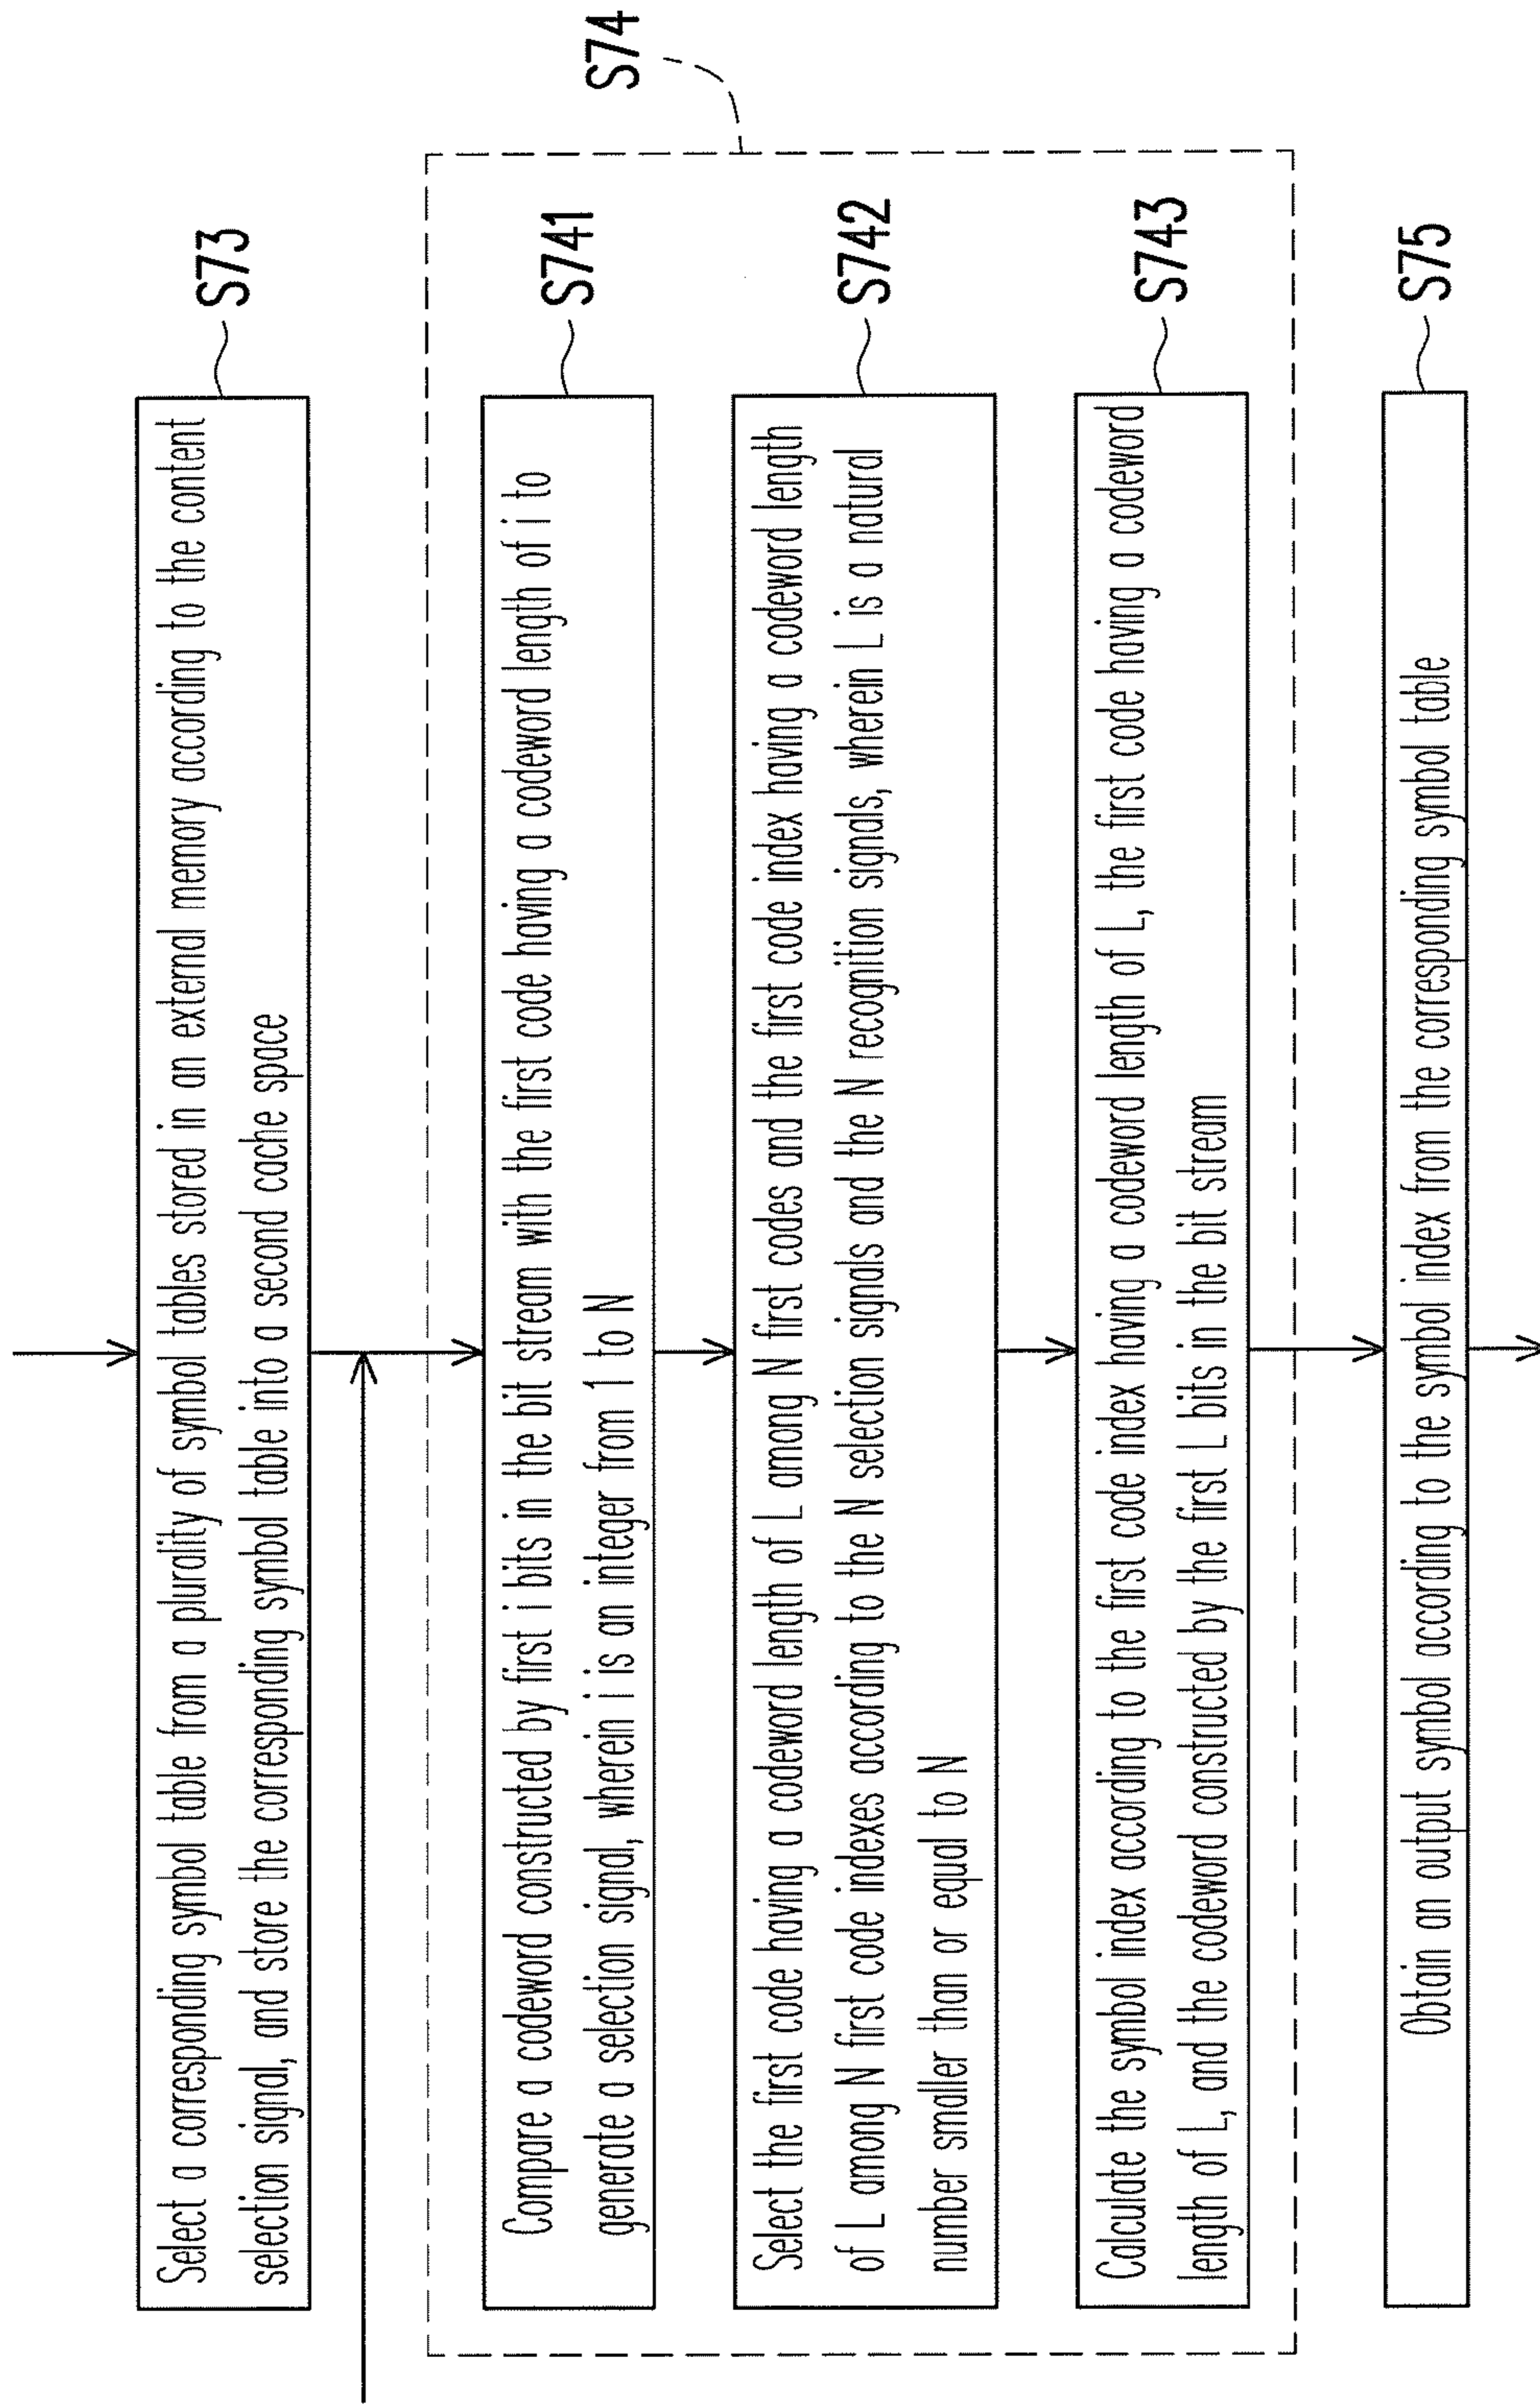 Select a corresponding symbol table from a plurality of symbol tables stored in an external memory according to the content
selection signal, and store the corresponding symbol table into a second cache space
S73
S74
Compare a codeword constructed by first i bits in the bit stream with the first code having a codeword length of i to
generate a selection signal, wherein i is an integer from 1 to N
S741
Select the first code having a codeword length of L among N first codes and the first code index having a codeword length
of L among N first code indexes according to the N selection signals and the N recognition signals, wherein L is a natural
number smaller than or equal to N
S742
Calculate the symbol index according to the first code index having a codeword length of L, the first code having a codeword
length of L, and the codeword constructed by the first L bits in the bit stream
S743
Obtain an output symbol according to the symbol index from the corresponding symbol table
S75